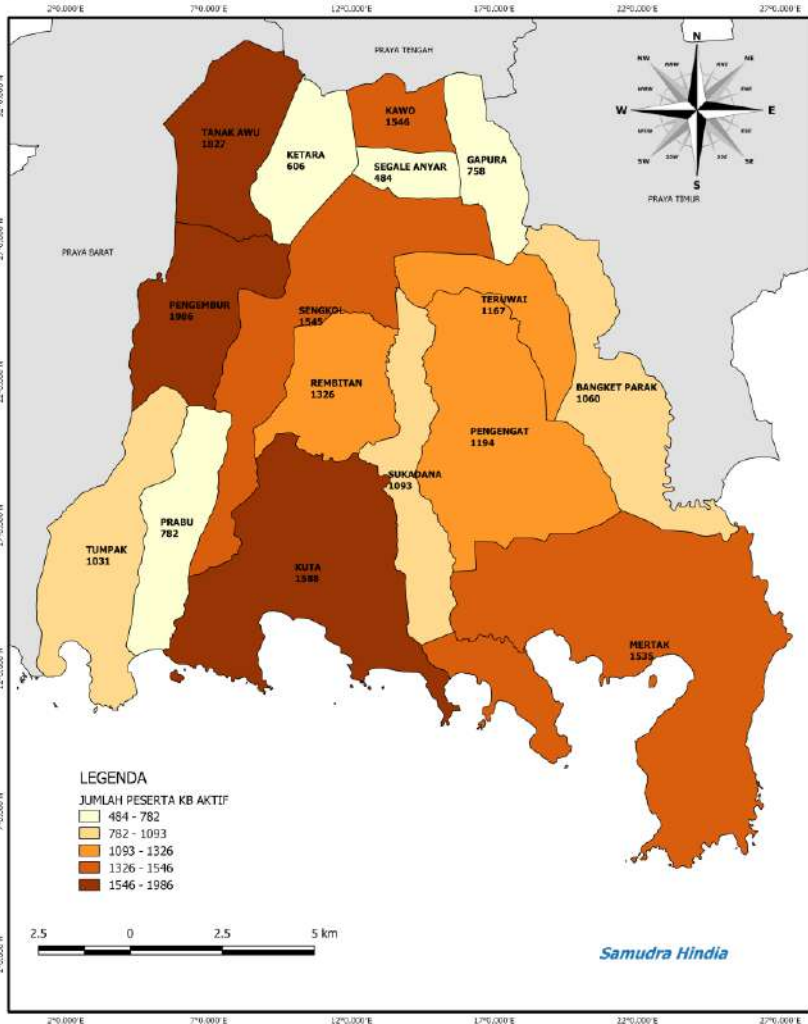 2°0.000'E 7°0.000'E 12°0.000'E 17°0.000'E 22°0.000'E 27°0.000'E
PRAYA TENGAH
N
NW NE
W E
SW SE
S
PRAYA TIMUR
PRAYA BARAT
TANAK AWU
1827
KETARA
606
KAWO
1546
SEGALE ANYAR
484
GAPURA
758
PENGEMBUR
1986
SENGKOL
1545
TERUWAI
1167
REMBITAN
1326
BANGKET PARAK
1060
PENGENGAT
1194
SUKADANA
1093
PRABU
782
TUMPAK
1031
KUTA
1588
MERTAK
1535
LEGENDA
JUMLAH PESERTA KB AKTIF
484 - 782
782 - 1093
1093 - 1326
1326 - 1546
1546 - 1986
2.5 0 2.5 5 km
Samudra Hindia
2°0.000'E 7°0.000'E 12°0.000'E 17°0.000'E 22°0.000'E 27°0.000'E